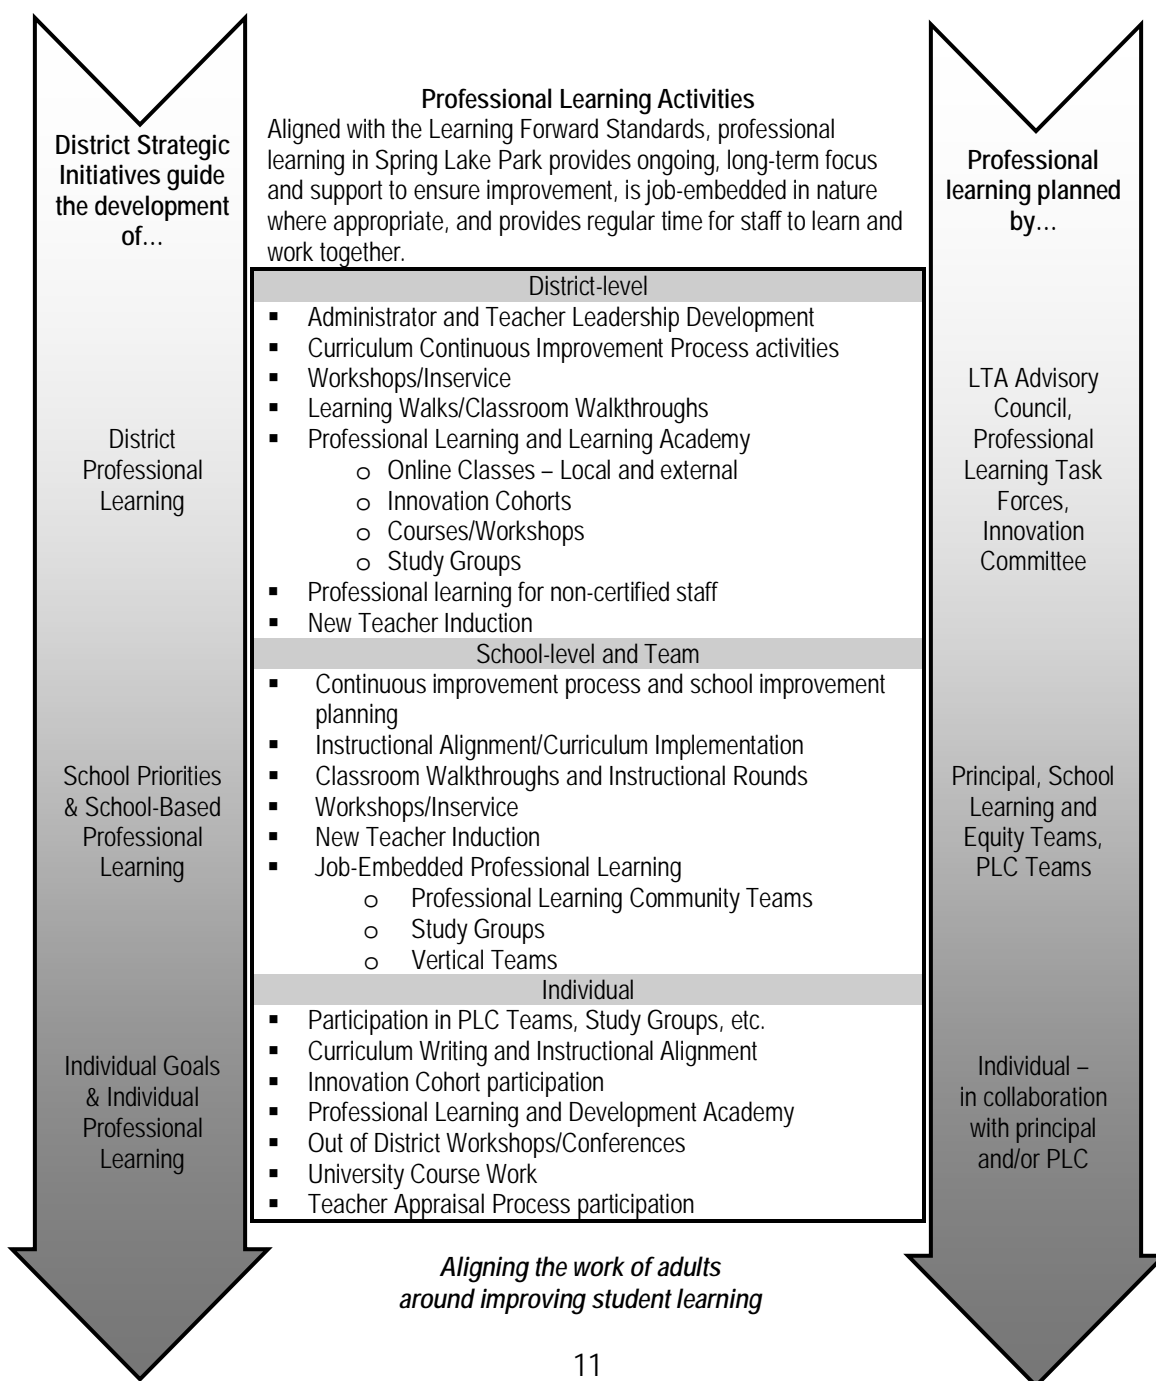 District Strategic
Initiatives guide
the development
of…
District
Professional
Learning
School Priorities
& School-Based
Professional
Learning
Individual Goals
& Individual
Professional
Learning
Professional Learning Activities
Aligned with the Learning Forward Standards, professional
learning in Spring Lake Park provides ongoing, long-term focus
and support to ensure improvement, is job-embedded in nature
where appropriate, and provides regular time for staff to learn and
work together.
District-level
▪ Administrator and Teacher Leadership Development
▪ Curriculum Continuous Improvement Process activities
▪ Workshops/Inservice
▪ Learning Walks/Classroom Walkthroughs
▪ Professional Learning and Learning Academy
o Online Classes – Local and external
o Innovation Cohorts
o Courses/Workshops
o Study Groups
▪ Professional learning for non-certified staff
▪ New Teacher Induction
School-level and Team
▪ Continuous improvement process and school improvement
planning
▪ Instructional Alignment/Curriculum Implementation
▪ Classroom Walkthroughs and Instructional Rounds
▪ Workshops/Inservice
▪ New Teacher Induction
▪ Job-Embedded Professional Learning
o Professional Learning Community Teams
o Study Groups
o Vertical Teams
Individual
▪ Participation in PLC Teams, Study Groups, etc.
▪ Curriculum Writing and Instructional Alignment
▪ Innovation Cohort participation
▪ Professional Learning and Development Academy
▪ Out of District Workshops/Conferences
▪ University Course Work
▪ Teacher Appraisal Process participation
Aligning the work of adults
around improving student learning
Professional
learning planned
by…
LTA Advisory
Council,
Professional
Learning Task
Forces,
Innovation
Committee
Principal, School
Learning and
Equity Teams,
PLC Teams
Individual –
in collaboration
with principal
and/or PLC
11